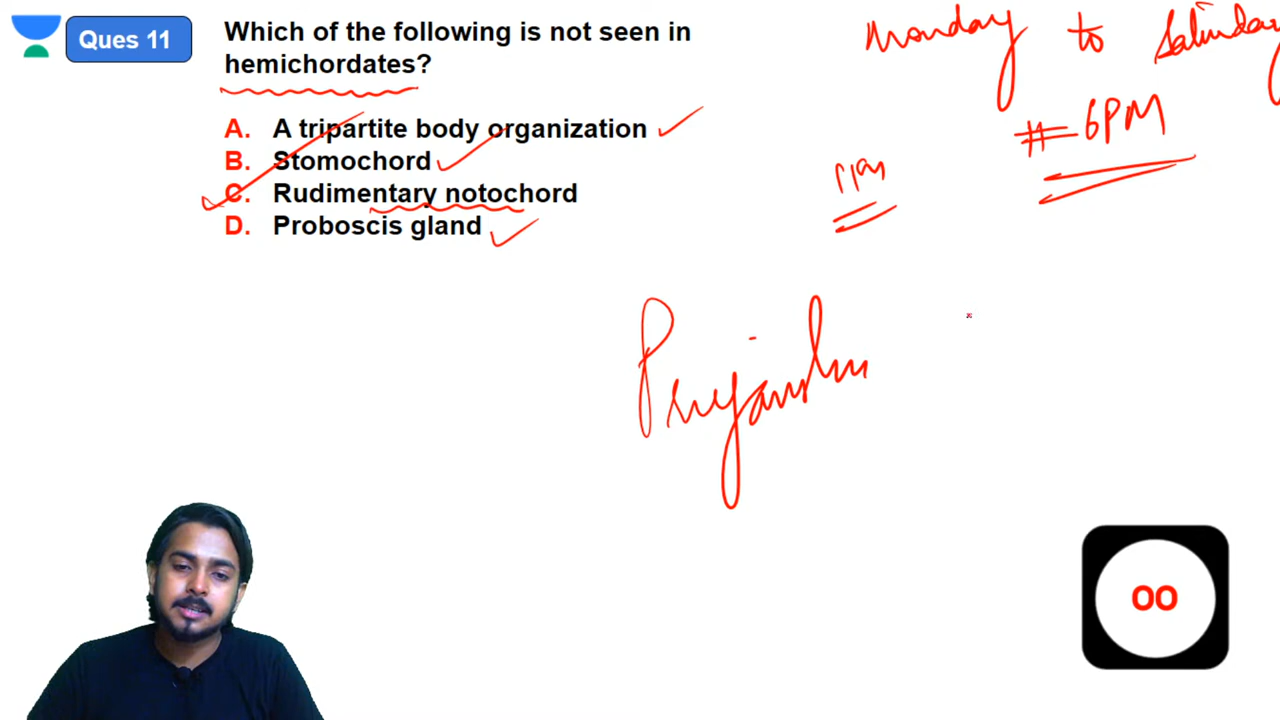 Ques 11
Which of the following is not seen in
hemichordates?
A. A tripartite body organization
B. Stomochord
C. Rudimentary notochord
D. Proboscis gland
Monday to Saturday
# 6PM
Priyanshu
00